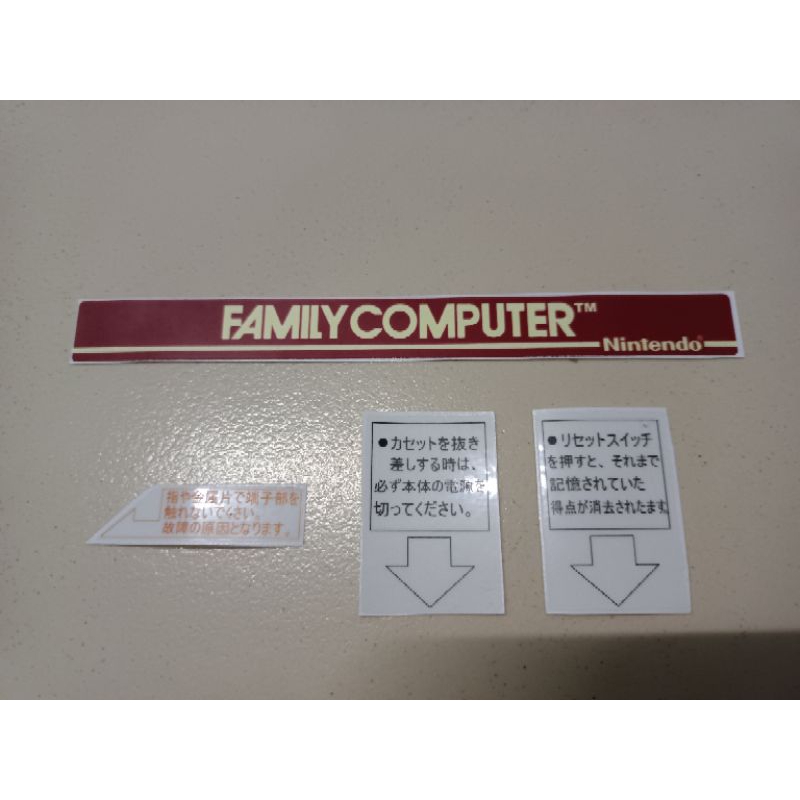 FAMILY COMPUTER™
Nintendo®
指や金属片で端子部を
触れないで下さい。
故障の原因となります。
●カセットを抜き
差しする時は、
必ず本体の電源を
切ってください。
●リセットスイッチ
を押すと、それまで
記憶されていた
得点が消去されたます